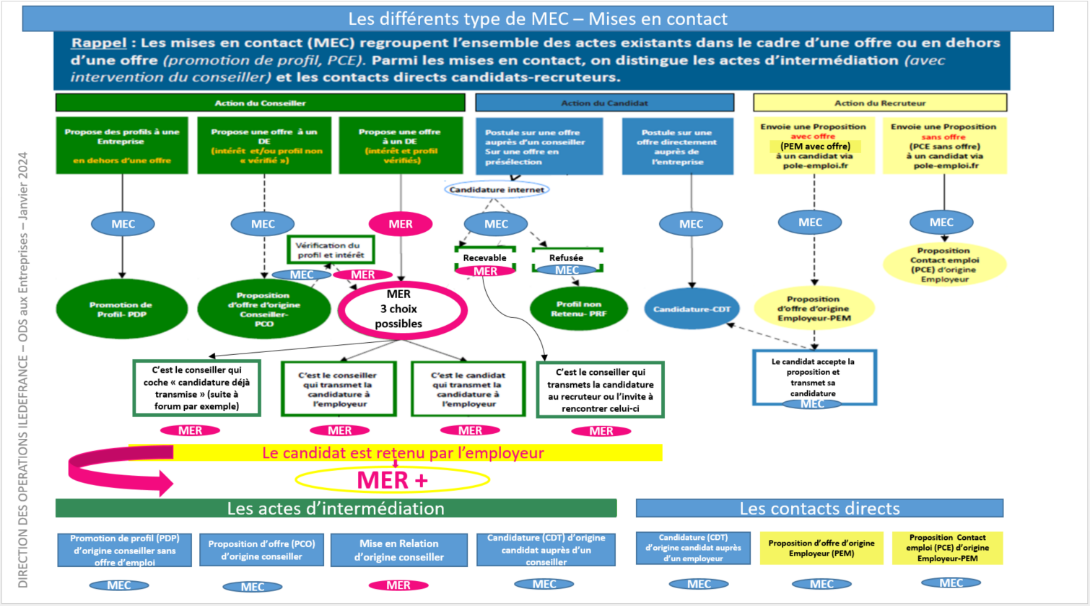 Les différents type de MEC – Mises en contact
Rappel : Les mises en contact (MEC) regroupent l'ensemble des actes existants dans le cadre d'une offre ou en dehors
d'une offre (promotion de profil, PCE). Parmi les mises en contact, on distingue les actes d'intermédiation (avec
intervention du conseiller) et les contacts directs candidats-recruteurs.
Action du Conseiller
Action du Candidat
Action du Recruteur
Propose des profils à une
Entreprise
en dehors d'une offre
Propose une offre à un
DE
(intérêt et/ou profil non
« vérifié »)
Propose une offre
à un DE
(intérêt et profil
vérifiés)
Postule sur une offre
auprès d'un conseiller
Sur une offre en
présélection
Postule sur une
offre directement
auprès de
l'entreprise
Envoie une Proposition
avec offre
(PEM avec offre)
à un candidat via
pole-emploi.fr
Envoie une Proposition
sans offre
(PCE sans offre)
à un candidat via
pole-emploi.fr
Candidature internet
MEC
MEC
MER
MEC
MEC
MEC
MEC
Vérification du
profil et intérêt
MEC
MER
Recevable
MER
Refusée
MEC
Proposition
Contact emploi
(PCE) d'origine
Employeur
Promotion de
Profil- PDP
Proposition
d'offre d'origine
Conseiller-
PCO
MER
3 choix
possibles
Profil non
Retenu- PRF
Candidature-CDT
Proposition
d'offre d'origine
Employeur-PEM
C'est le conseiller qui
coche « candidature déjà
transmise » (suite à
forum par exemple)
C'est le conseiller
qui transmet la
candidature à
l'employeur
C'est le candidat
qui transmet la
candidature à
l'employeur
C'est le conseiller qui
transmets la candidature
au recruteur ou l'invite à
rencontrer celui-ci
Le candidat accepte la
proposition et
transmet sa
candidature
MEC
MER
MER
MER
MER
Le candidat est retenu par l'employeur
MER +
Les actes d'intermédiation
Les contacts directs
Promotion de profil (PDP)
d'origine conseiller sans
offre d'emploi
Proposition d'offre (PCO)
d'origine conseiller
Mise en Relation
d'origine conseiller
Candidature (CDT) d'origine
candidat auprès d'un
conseiller
Candidature (CDT)
d'origine candidat auprès
d'un employeur
Proposition d'offre d'origine
Employeur (PEM)
Proposition Contact
emploi (PCE) d'origine
Employeur-PEM
MEC
MEC
MER
MEC
MEC
MEC
MEC
DIRECTION DES OPERATIONS ILEDEFRANCE – ODS aux Entreprises – Janvier 2024